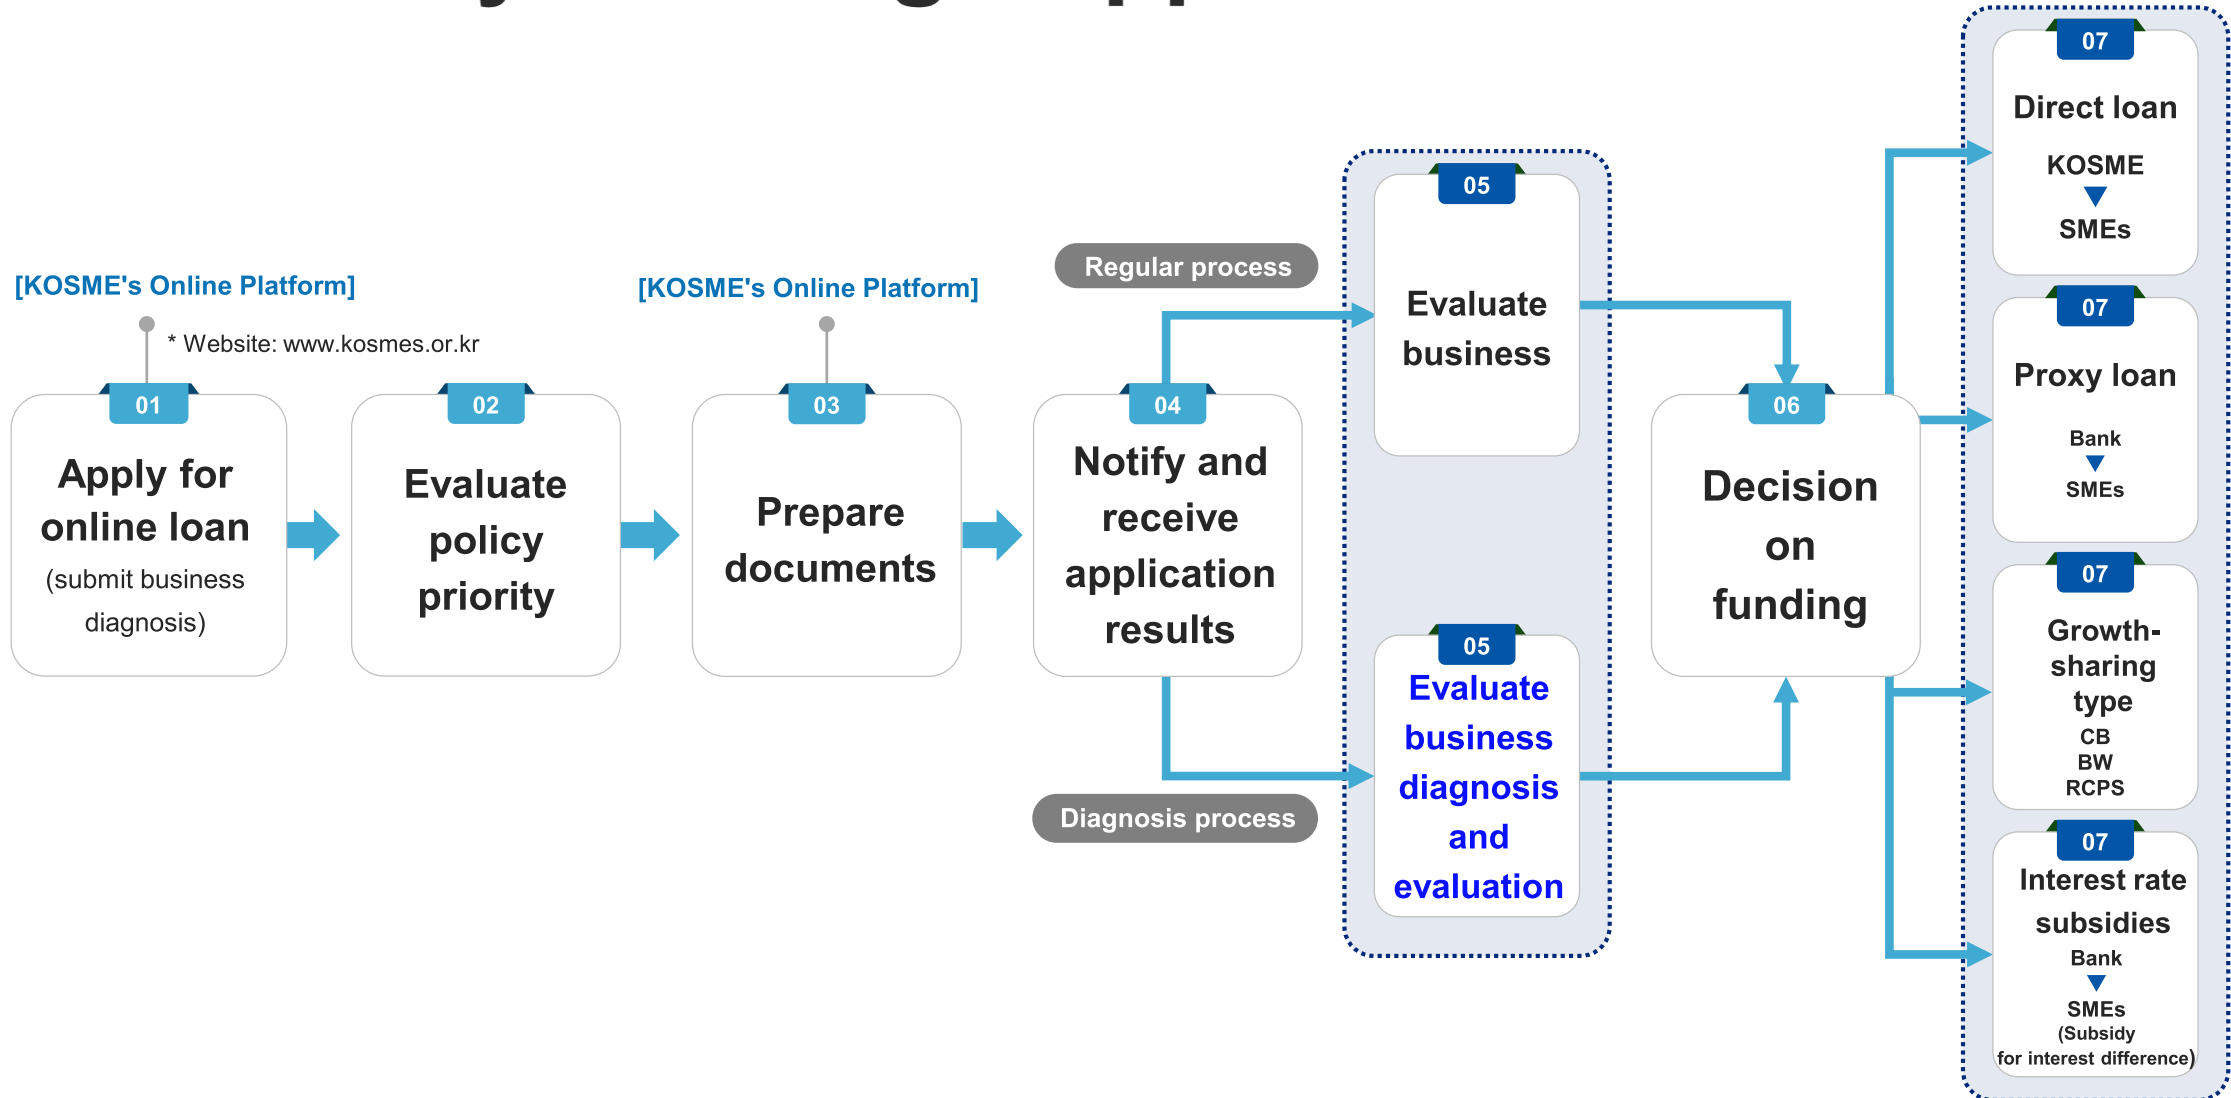 [KOSME's Online Platform]
* Website: www.kosmes.or.kr
01
Apply for
online loan
(submit business
diagnosis)
02
Evaluate
policy
priority
[KOSME's Online Platform]
03
Prepare
documents
04
Notify and
receive
application
results
Regular process
05
Evaluate
business
Diagnosis process
05
Evaluate
business
diagnosis
and
evaluation
06
Decision
on
funding
07
Direct loan
KOSME
SMEs
07
Proxy loan
Bank
SMEs
07
Growth-
sharing
type
CB
BW
RCPS
07
Interest rate
subsidies
Bank
SMEs
(Subsidy
for interest difference)